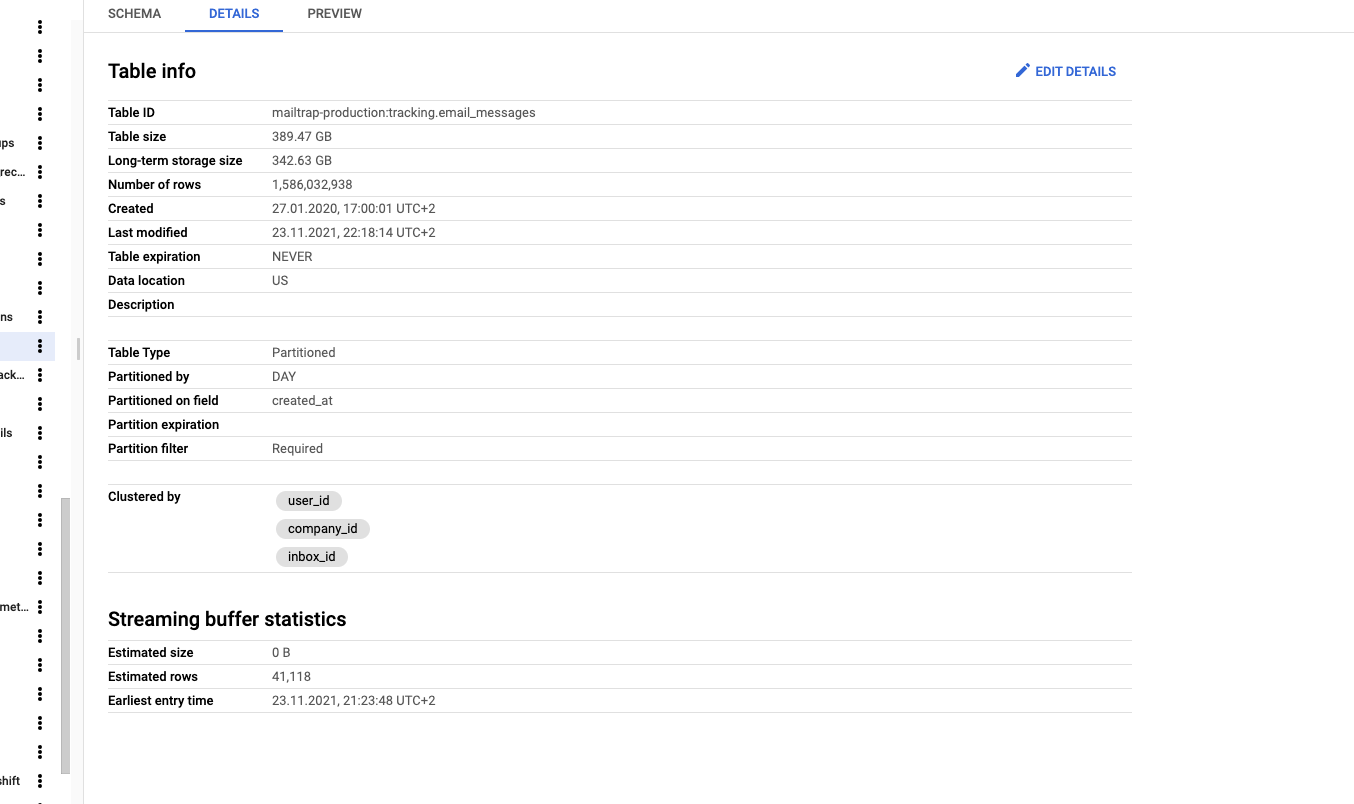 SCHEMA DETAILS PREVIEW
Table info
EDIT DETAILS
Table ID mailtrap-production:tracking.email_messages
Table size 389.47 GB
Long-term storage size 342.63 GB
Number of rows 1,586,032,938
Created 27.01.2020, 17:00:01 UTC+2
Last modified 23.11.2021, 22:18:14 UTC+2
Table expiration NEVER
Data location US
Description
Table Type Partitioned
Partitioned by DAY
Partitioned on field created_at
Partition expiration
Partition filter Required
Clustered by user_id
company_id
inbox_id
Streaming buffer statistics
Estimated size 0 B
Estimated rows 41,118
Earliest entry time 23.11.2021, 21:23:48 UTC+2
ups
rec...
s
ns
ack...
ils
met...
shift